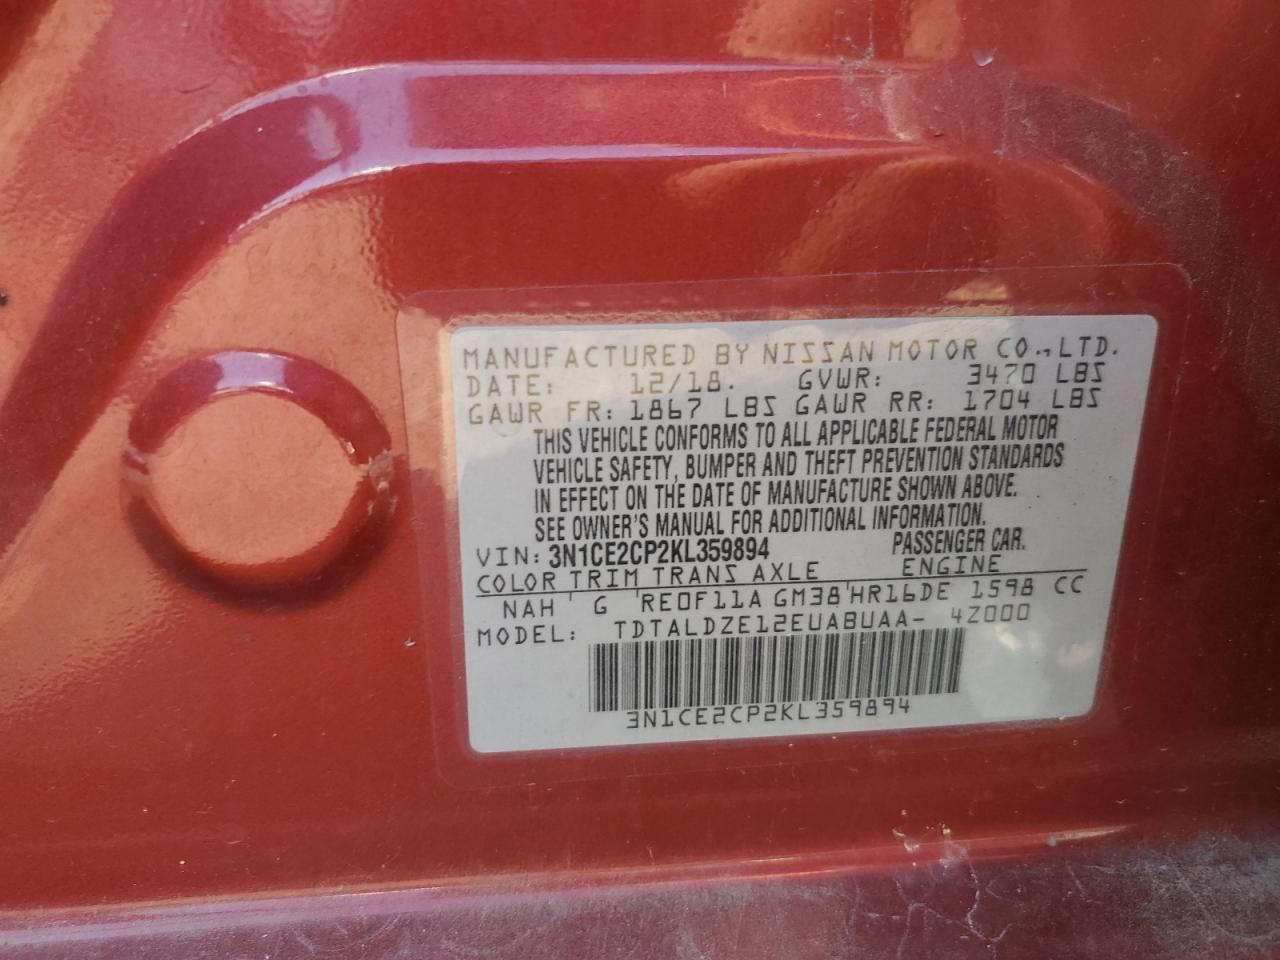 MANUFACTURED BY NISSAN MOTOR CO., LTD.
DATE: 12/18. GVWR: 3470 LBS
GAWR FR: 1867 LBS GAWR RR: 1704 LBS
THIS VEHICLE CONFORMS TO ALL APPLICABLE FEDERAL MOTOR
VEHICLE SAFETY, BUMPER AND THEFT PREVENTION STANDARDS
IN EFFECT ON THE DATE OF MANUFACTURE SHOWN ABOVE.
SEE OWNER'S MANUAL FOR ADDITIONAL INFORMATION.
VIN: 3N1CE2CP2KL359894 PASSENGER CAR.
COLOR TRIM TRANS AXLE ENGINE
NAH ' G 'RE0F11A GM38'HR16DE 1598 CC
MODEL: TDTALDZE12EUABUAA- 4Z000
3N1CE2CP2KL359894